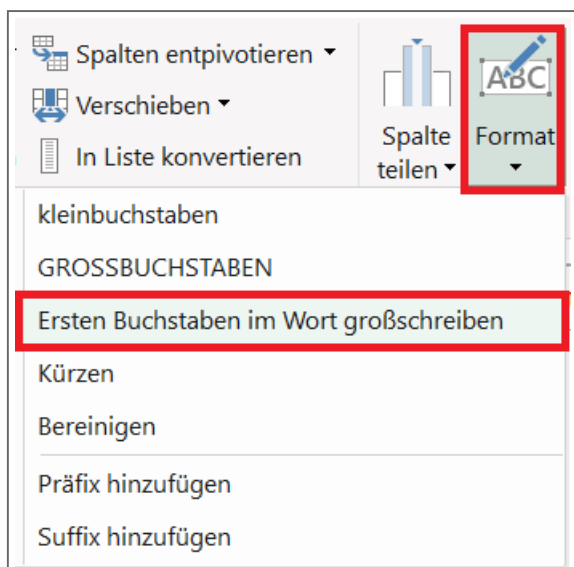 Spalten entpivotieren
Verschieben
In Liste konvertieren
Spalte
teilen
ABC
Format
kleinbuchstaben
GROSSBUCHSTABEN
Ersten Buchstaben im Wort großschreiben
Kürzen
Bereinigen
Präfix hinzufügen
Suffix hinzufügen